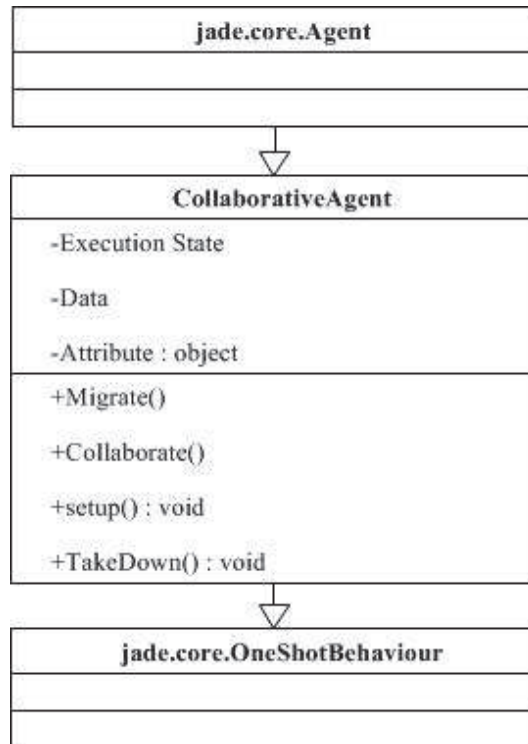 jade.core.Agent
CollaborativeAgent
-Execution State
-Data
-Attribute : object
+Migrate()
+Collaborate()
+setup() : void
+TakeDown() : void
jade.core.OneShotBehaviour